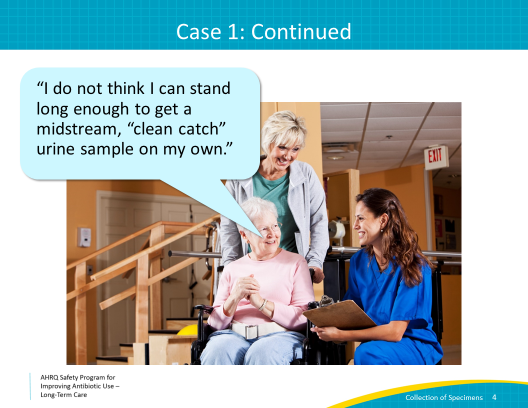 Case 1: Continued
“I do not think I can stand
long enough to get a
midstream, “clean catch”
urine sample on my own.”
EXIT
AHRQ Safety Program for
Improving Antibiotic Use –
Long-Term Care
Collection of Specimens 4